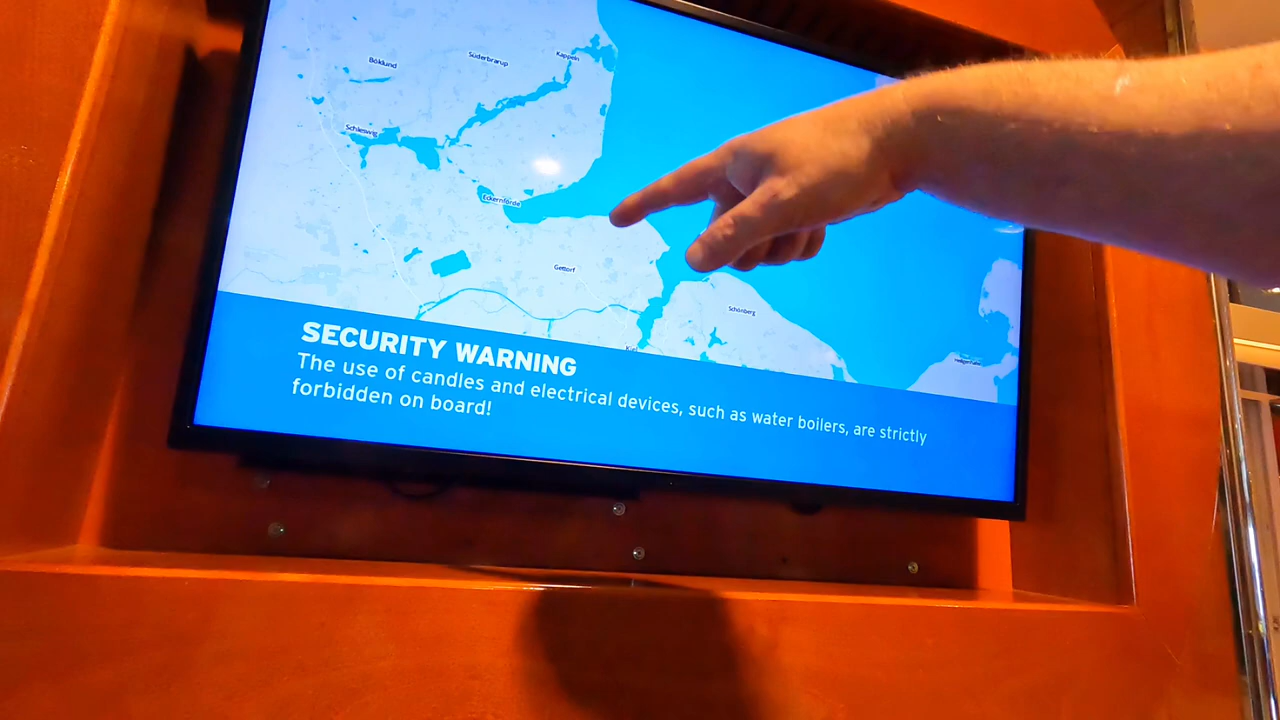 Böklund
Süderbrarup
Kappeln
Schleswig
Eckernförde
Gettorf
Schönberg
Kiel
SECURITY WARNING
The use of candles and electrical devices, such as water boilers, are strictly
forbidden on board!